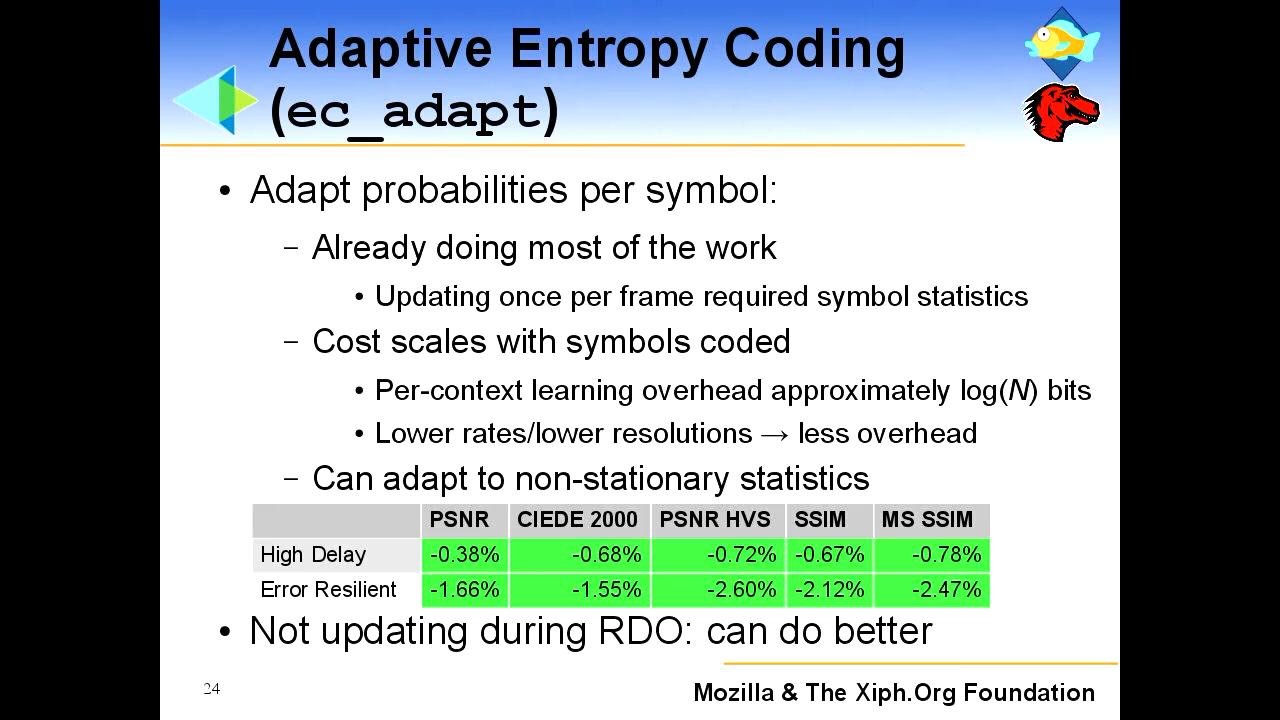 Adaptive Entropy Coding
(ec_adapt)
• Adapt probabilities per symbol:
– Already doing most of the work
• Updating once per frame required symbol statistics
– Cost scales with symbols coded
• Per-context learning overhead approximately log(N) bits
• Lower rates/lower resolutions → less overhead
– Can adapt to non-stationary statistics
PSNR CIEDE 2000 PSNR HVS SSIM MS SSIM
High Delay -0.38% -0.68% -0.72% -0.67% -0.78%
Error Resilient -1.66% -1.55% -2.60% -2.12% -2.47%
• Not updating during RDO: can do better
24
Mozilla & The Xiph.Org Foundation